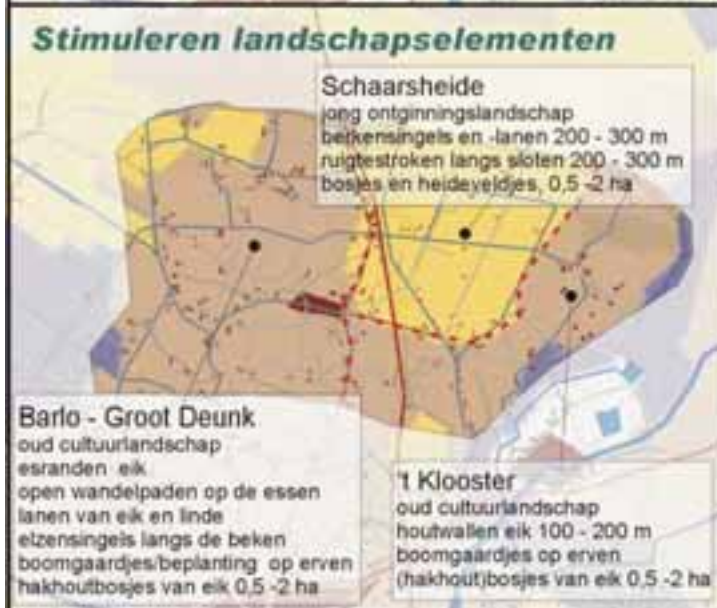 Stimuleren landschapselementen
Schaarsheide
jong ontginningslandschap
berkensingels en -lanen 200 - 300 m
ruigtestroken langs sloten 200 - 300 m
bosjes en heideveldjes, 0,5 -2 ha
Barlo - Groot Deunk
oud cultuurlandschap
esranden eik
open wandelpaden op de essen
lanen van eik en linde
elzensingels langs de beken
boomgaardjes/beplanting op erven
hakhoutbosjes van eik 0,5 -2 ha
't Klooster
oud cultuurlandschap
houtwallen eik 100 - 200 m
boomgaardjes op erven
(hakhout)bosjes van eik 0,5 -2 ha